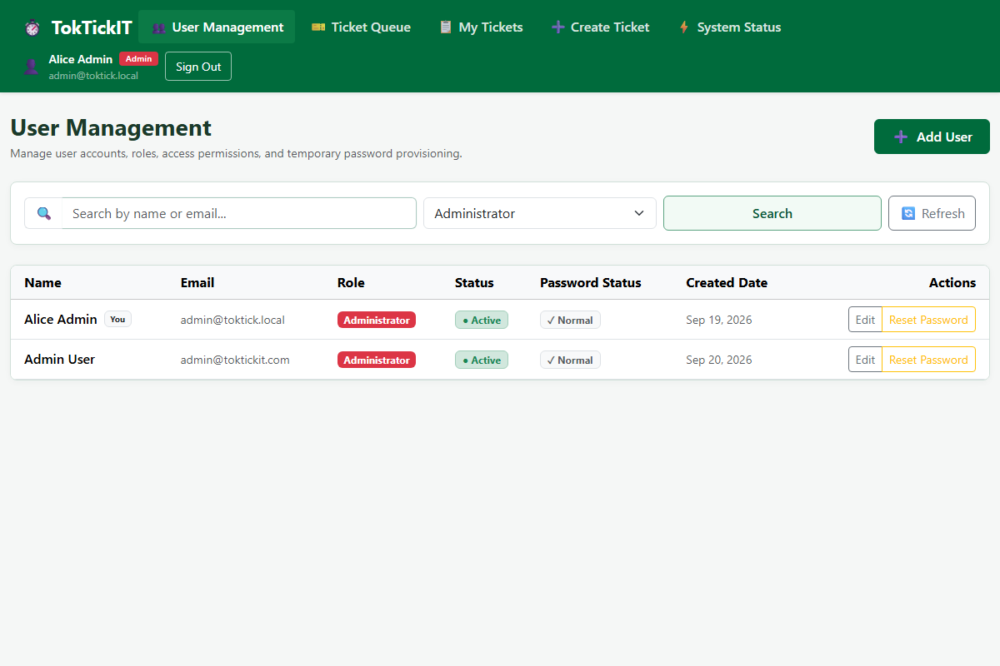 TokTickIT User Management Ticket Queue My Tickets Create Ticket System Status
Alice Admin Admin
admin@toktick.local
Sign Out
User Management
Manage user accounts, roles, access permissions, and temporary password provisioning.
Add User
Search by name or email... Administrator Search Refresh
Name Email Role Status Password Status Created Date Actions
Alice Admin You admin@toktick.local Administrator ● Active ✓ Normal Sep 19, 2026 Edit Reset Password
Admin User admin@toktickit.com Administrator ● Active ✓ Normal Sep 20, 2026 Edit Reset Password